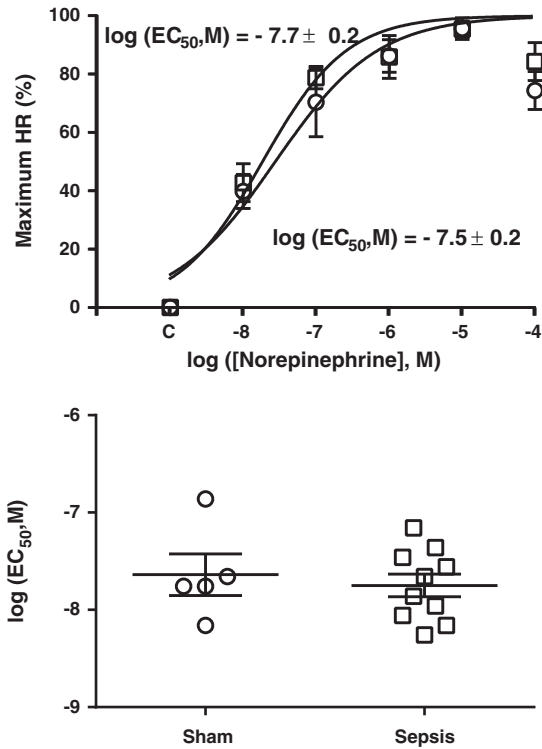 100
log (EC50,M) = - 7.7 ± 0.2
80
60
40
log (EC50,M) = - 7.5 ± 0.2
20
0
Maximum HR (%)
C -8 -7 -6 -5 -4
log ([Norepinephrine], M)
-6
-7
-8
-9
log (EC50,M)
Sham Sepsis